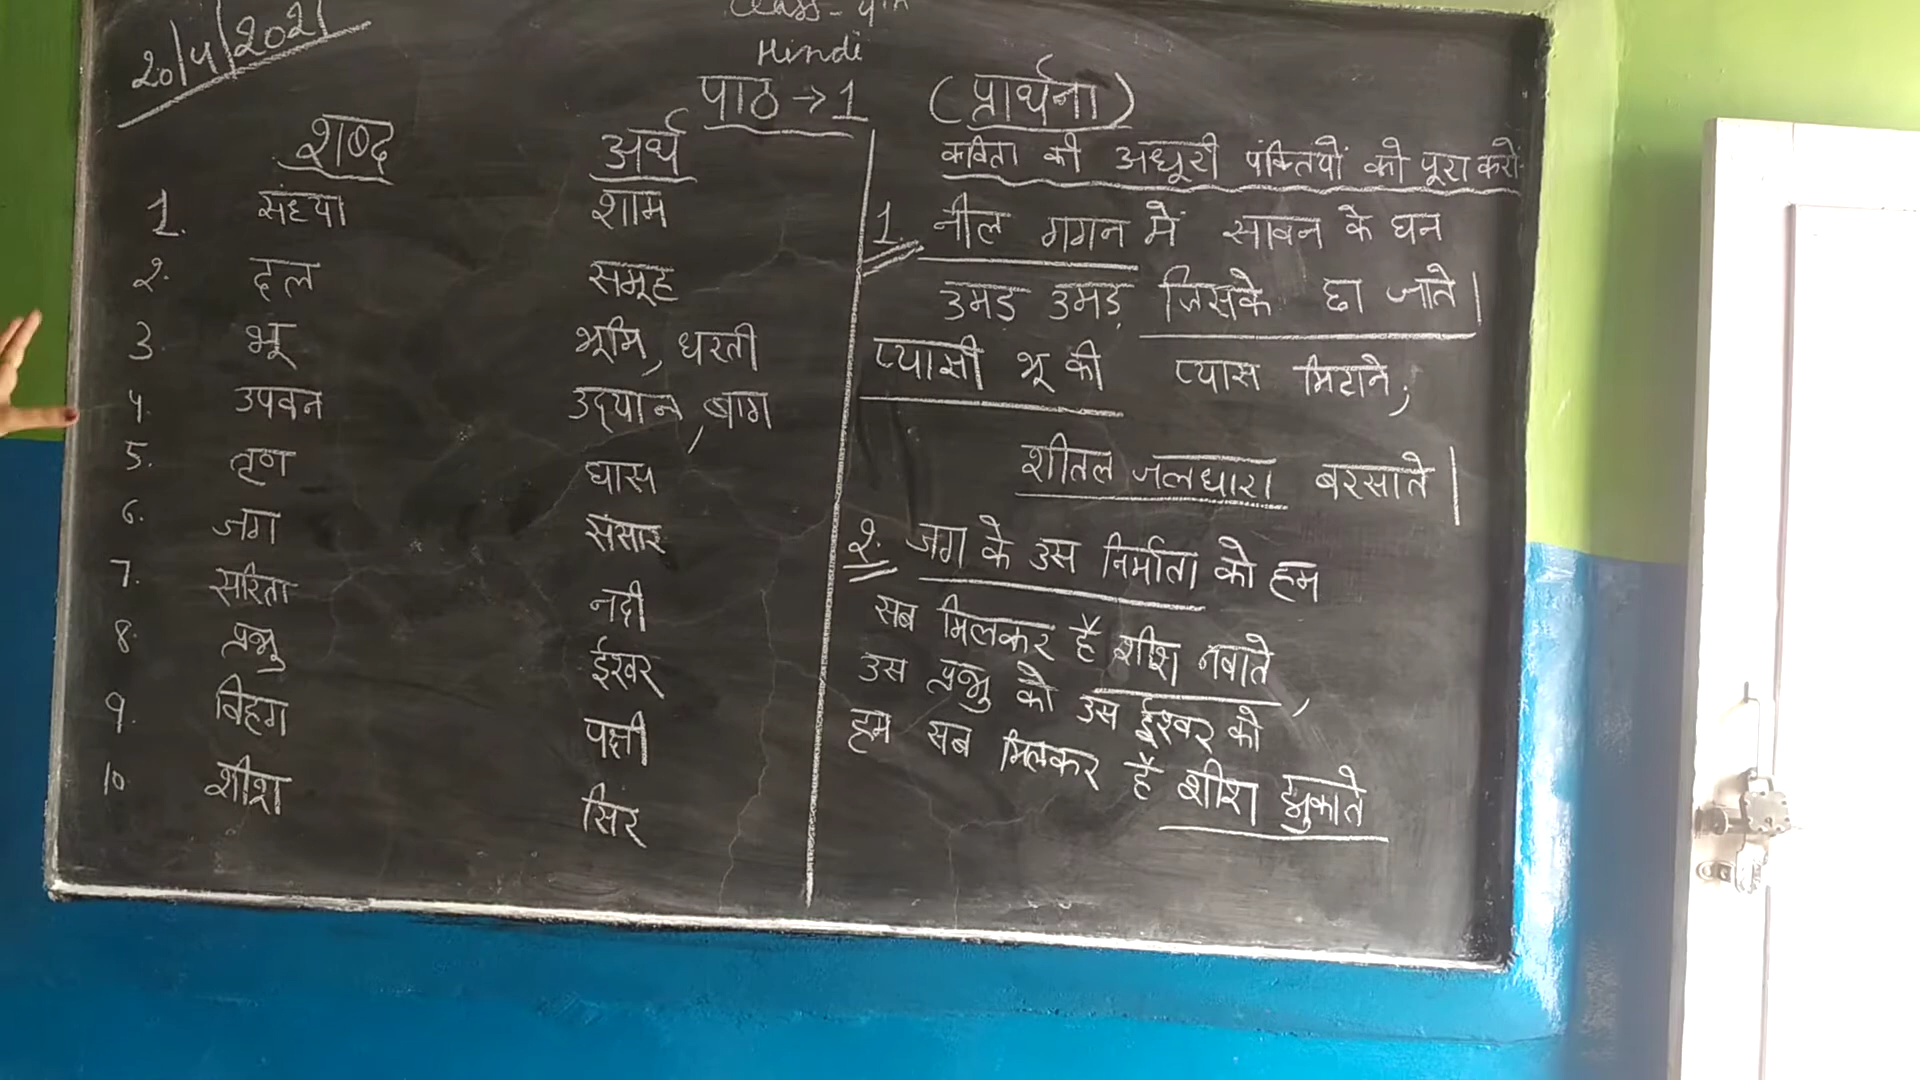 20/4/2021
Class - 4th
Hindi
पाठ → 1 (प्रार्थना)
शब्द अर्थ
1. संध्या शाम
2. दल समूह
3. भू भूमि, धरती
4. उपवन उद्यान, बाग
5. तृण घास
6. जग संसार
7. सरिता नदी
8. प्रभु ईश्वर
9. विहग पक्षी
10 शीश सिर
कविता की अधूरी पंक्तियों को पूरा करो
1. नील गगन में सावन के घन
उमड़ उमड़ जिसके छा जाते।
प्यासी भू की प्यास मिटाने,
शीतल जलधारा बरसाते।
2. जग के उस निर्माता को हम
सब मिलकर हैं शीश नवाते,
उस प्रभु को उस ईश्वर को
हम सब मिलकर हैं शीश झुकाते